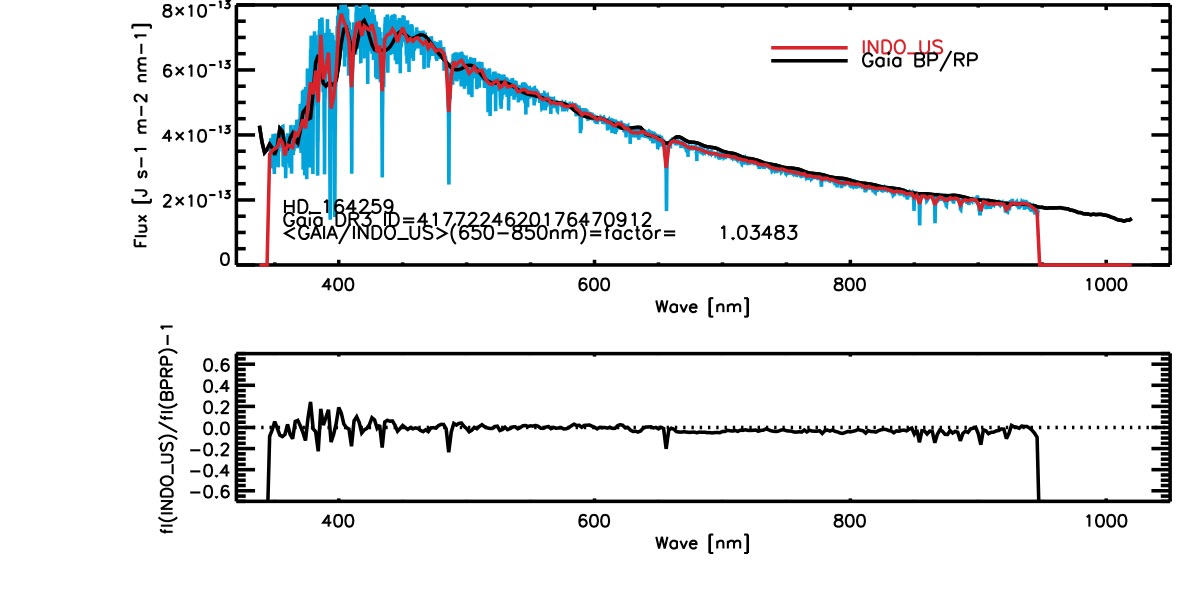 8×10⁻¹³
6×10⁻¹³
4×10⁻¹³
2×10⁻¹³
0
Flux [J s−1 m−2 nm−1]
INDO_US
Gaia BP/RP
HD_164259
Gaia DR3 ID=4177224620176470912
<GAIA/INDO_US>(650−850nm)=factor= 1.03483
400 600 800 1000
Wave [nm]
0.6
0.4
0.2
0.0
−0.2
−0.4
−0.6
fl(INDO_US)/fl(BPRP)−1
400 600 800 1000
Wave [nm]